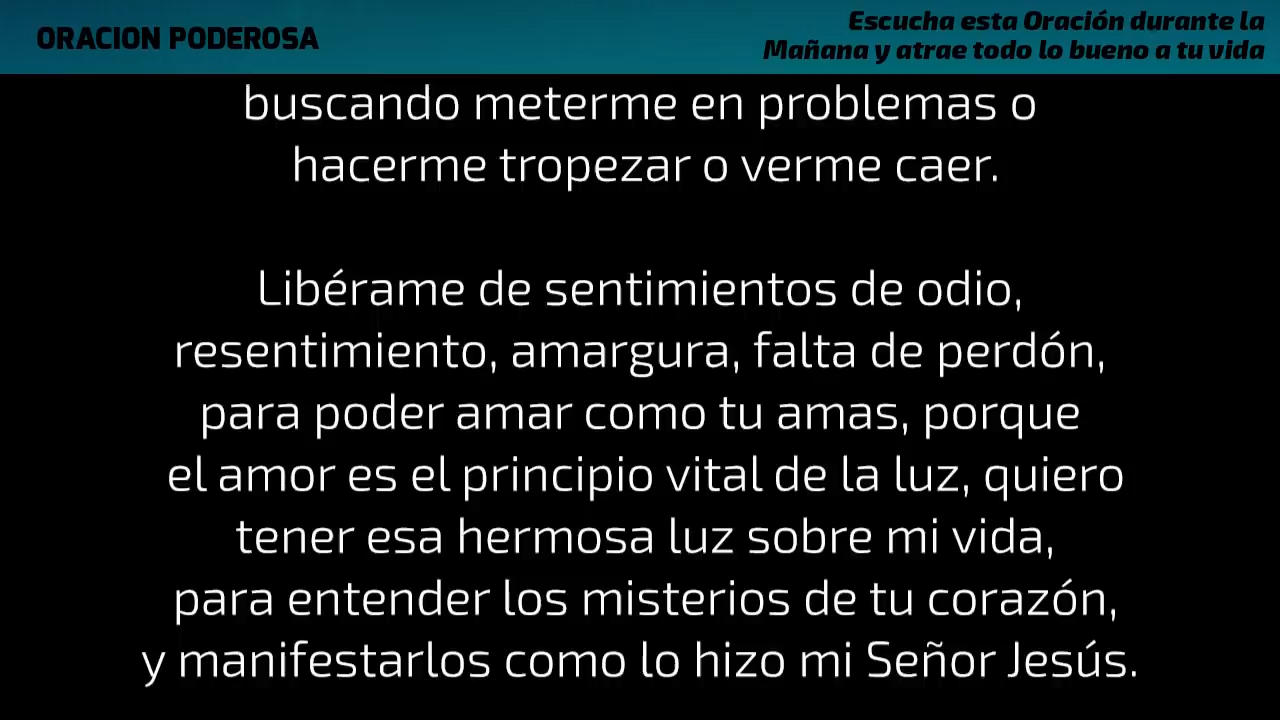 ORACION PODEROSA
Escucha esta Oración durante la
Mañana y atrae todo lo bueno a tu vida
buscando meterme en problemas o
hacerme tropezar o verme caer.
Libérame de sentimientos de odio,
resentimiento, amargura, falta de perdón,
para poder amar como tu amas, porque
el amor es el principio vital de la luz, quiero
tener esa hermosa luz sobre mi vida,
para entender los misterios de tu corazón,
y manifestarlos como lo hizo mi Señor Jesús.